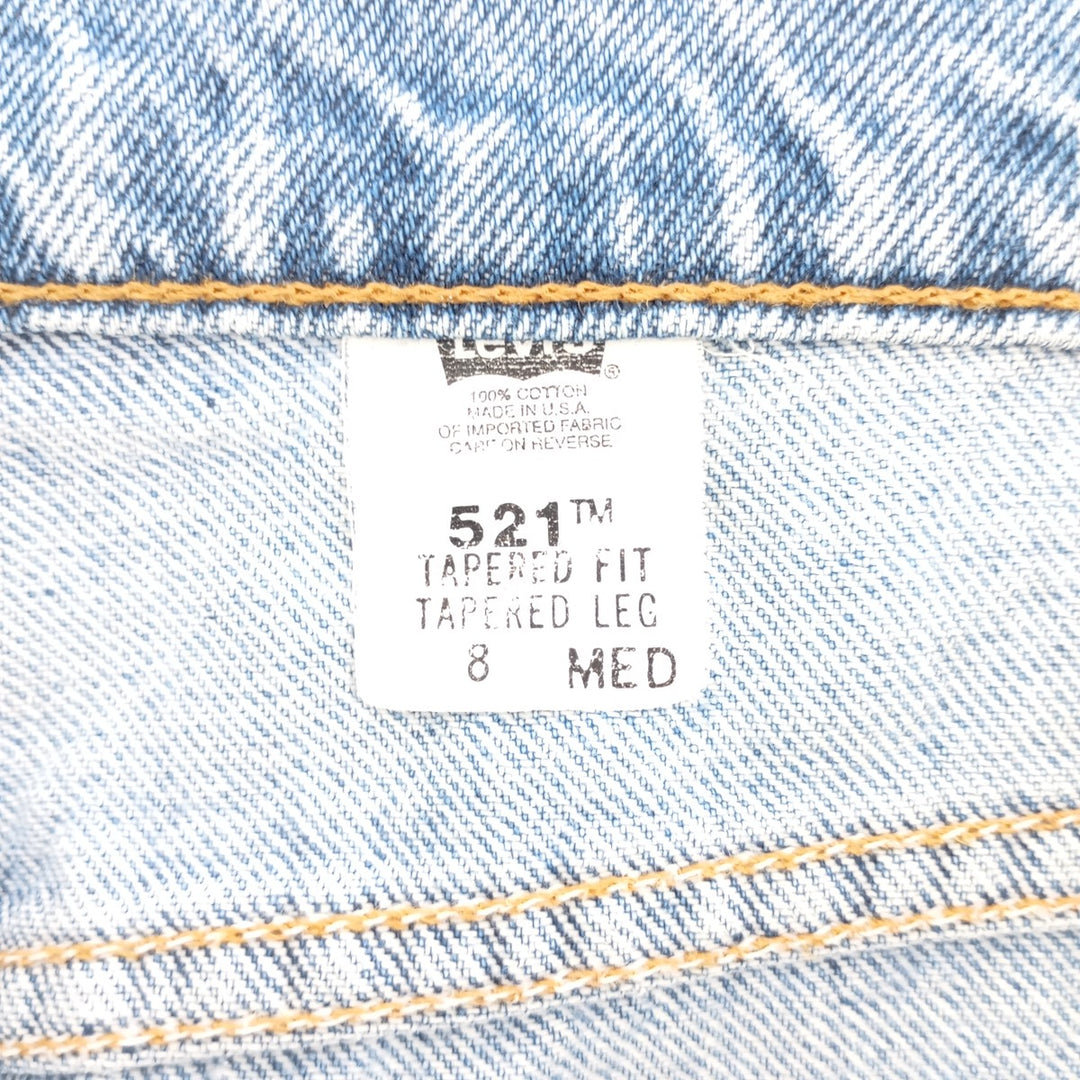 Levi's ®
100% COTTON
MADE IN U.S.A.
OF IMPORTED FABRIC
CARE ON REVERSE
521™
TAPERED FIT
TAPERED LEG
8 MED